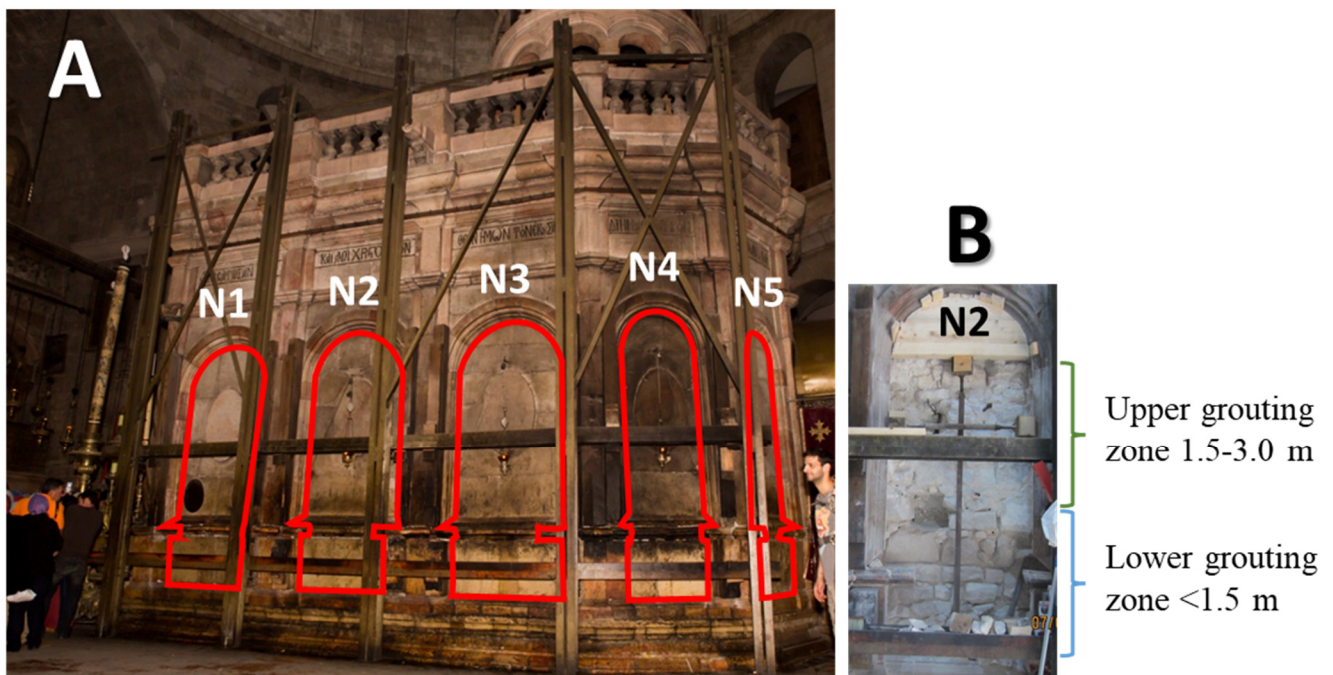 A
N1
N2
N3
N4
N5
B
N2
Upper grouting
zone 1.5-3.0 m
Lower grouting
zone <1.5 m